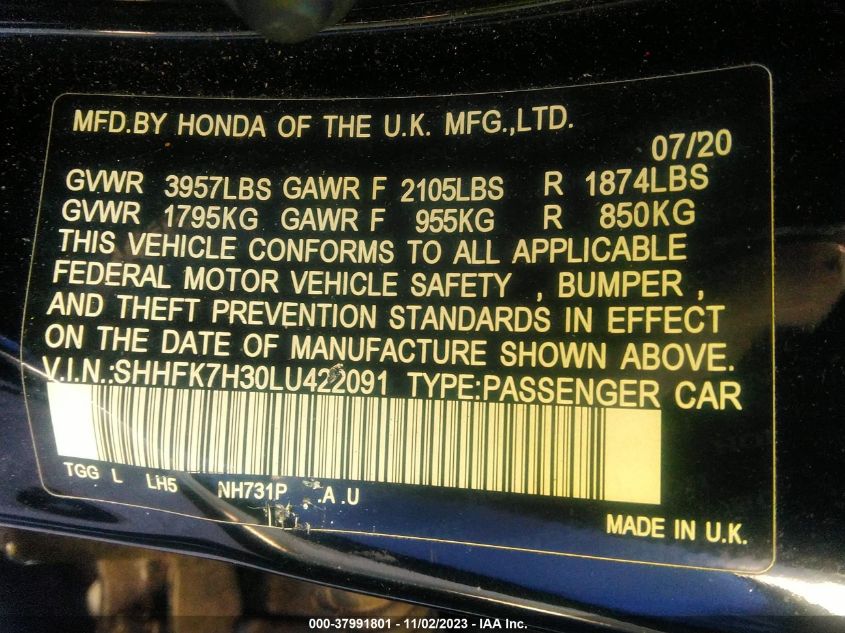 MFD.BY HONDA OF THE U.K. MFG.,LTD.
07/20
GVWR 3957LBS GAWR F 2105LBS R 1874LBS
GVWR 1795KG GAWR F 955KG R 850KG
THIS VEHICLE CONFORMS TO ALL APPLICABLE
FEDERAL MOTOR VEHICLE SAFETY , BUMPER ,
AND THEFT PREVENTION STANDARDS IN EFFECT
ON THE DATE OF MANUFACTURE SHOWN ABOVE.
V.I.N.:SHHFK7H30LU422091 TYPE:PASSENGER CAR
TGG L LH5 NH731P .A .U
MADE IN U.K.
000-37991801 - 11/02/2023 - IAA Inc.